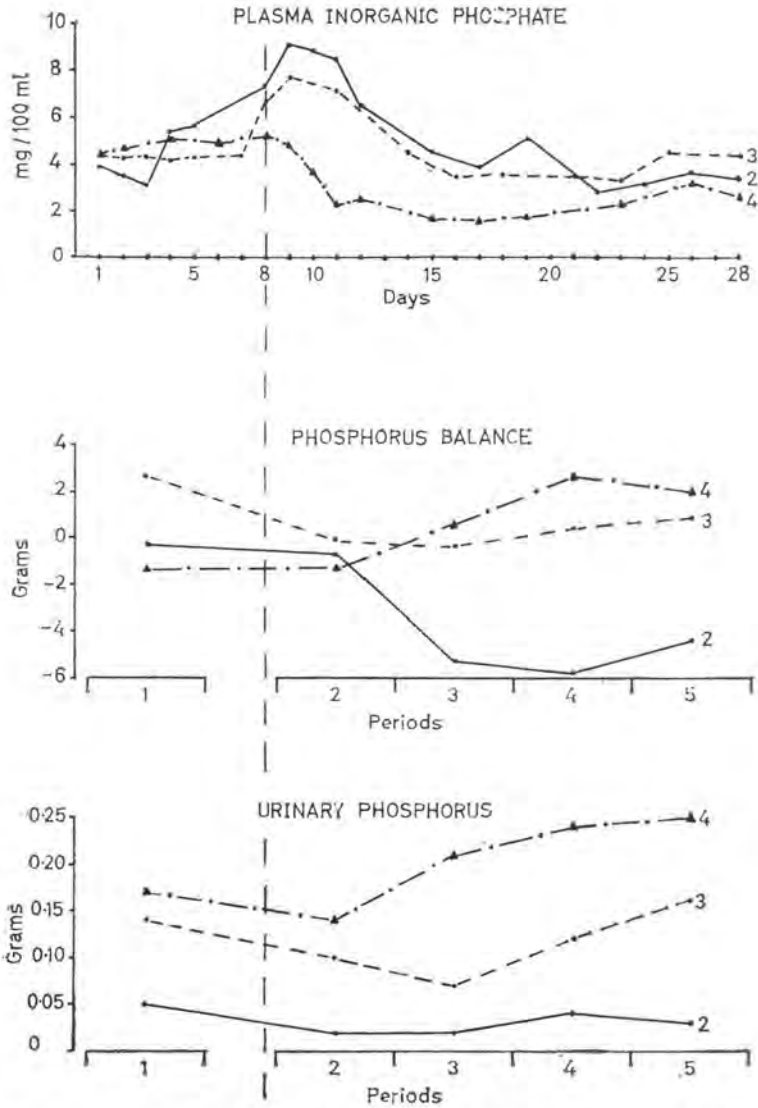 PLASMA INORGANIC PHOSPHATE
mg/100 ml
10
8
6
4
2
0
3
2
4
1 5 8 10 15 20 25 28
Days
PHOSPHORUS BALANCE
Grams
4
2
0
-2
-4
-6
4
3
2
1 2 3 4 5
Periods
URINARY PHOSPHORUS
Grams
0·25
0·20
0·15
0·10
0·05
0
4
3
2
1 2 3 4 5
Periods